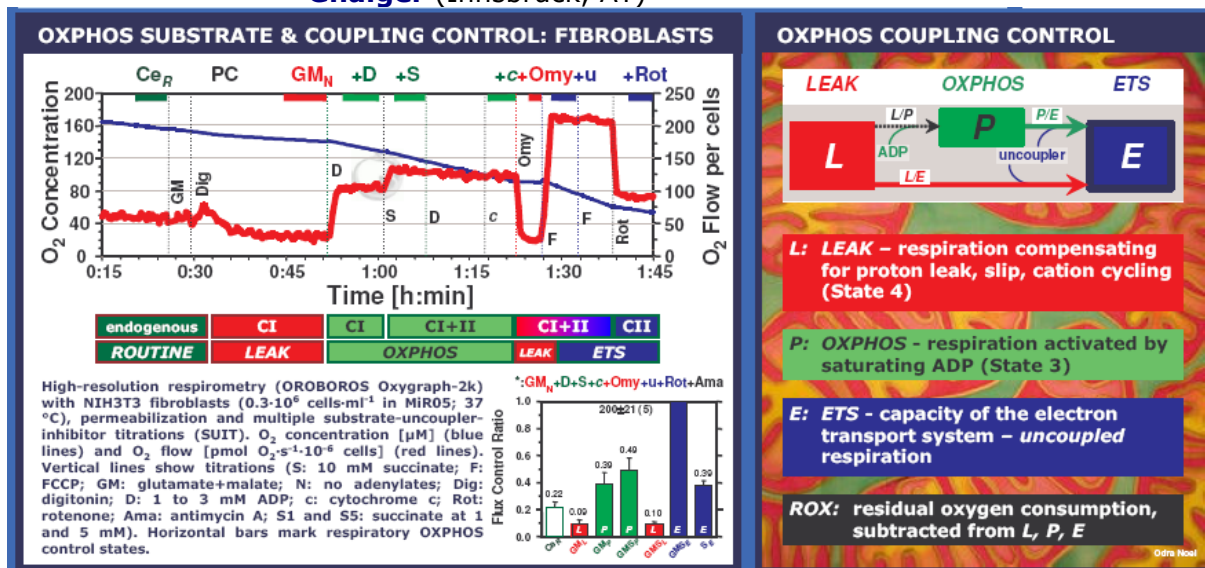 Gnaiger (Innsbruck, AT)
OXPHOS SUBSTRATE & COUPLING CONTROL: FIBROBLASTS
CeR PC GMN +D +S +c+Omy+u +Rot
O2 Concentration
200
160
120
80
40
0
GM
Dig
D
S
D
c
Omy
F
F
Rot
250
200
150
100
50
0
O2 Flow per cells
0:15 0:30 0:45 1:00 1:15 1:30 1:45
Time [h:min]
endogenous CI CI CI+II CI+II CII
ROUTINE LEAK OXPHOS LEAK ETS
High-resolution respirometry (OROBOROS Oxygraph-2k)
with NIH3T3 fibroblasts (0.3·10⁶ cells·ml⁻¹ in MiR05; 37
°C), permeabilization and multiple substrate-uncoupler-
inhibitor titrations (SUIT). O₂ concentration [µM] (blue
lines) and O₂ flow [pmol O₂·s⁻¹·10⁻⁶ cells] (red lines).
Vertical lines show titrations (S: 10 mM succinate; F:
FCCP; GM: glutamate+malate; N: no adenylates; Dig:
digitonin; D: 1 to 3 mM ADP; c: cytochrome c; Rot:
rotenone; Ama: antimycin A; S1 and S5: succinate at 1
and 5 mM). Horizontal bars mark respiratory OXPHOS
control states.
*:GMN+D+S+c+Omy+u+Rot+Ama
Flux Control Ratio
1.0
0.8
0.6
0.4
0.2
0.0
200±21 (5)
0.22
0.09
0.39
0.49
0.10
0.39
L P P L E E
CeR GML GMP GMSP GMSL GMSE SE
OXPHOS COUPLING CONTROL
LEAK OXPHOS ETS
L
L/P
ADP
P
P/E
uncoupler
E
L/E
L: LEAK – respiration compensating
for proton leak, slip, cation cycling
(State 4)
P: OXPHOS - respiration activated by
saturating ADP (State 3)
E: ETS - capacity of the electron
transport system – uncoupled
respiration
ROX: residual oxygen consumption,
subtracted from L, P, E
Odra Noel